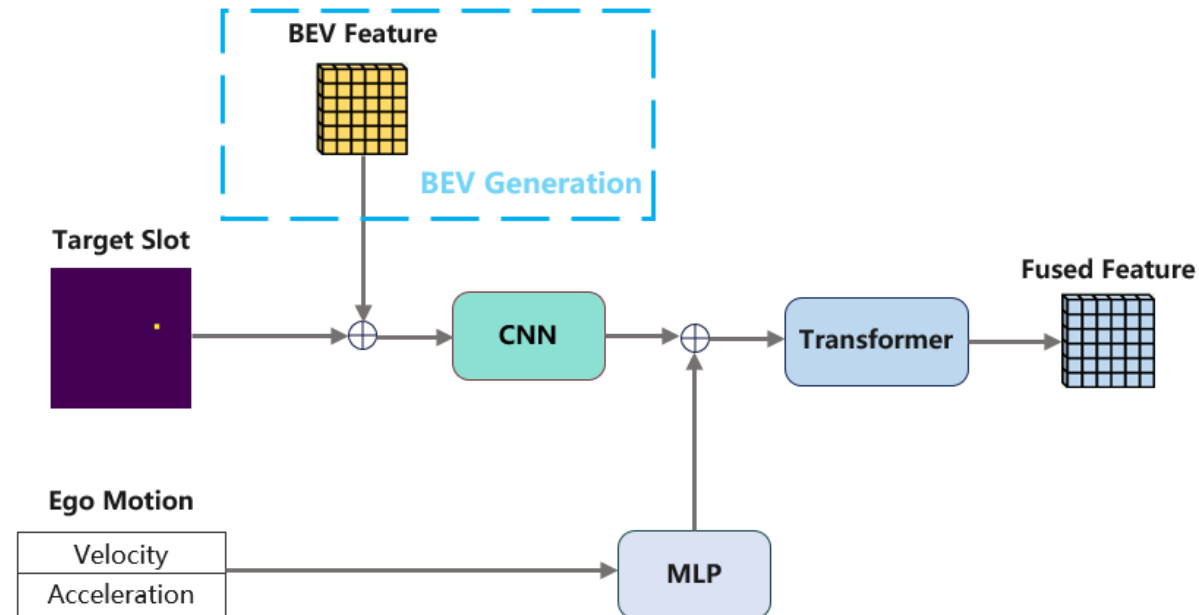 BEV Feature
BEV Generation
Target Slot
Fused Feature
CNN
Transformer
Ego Motion
Velocity
Acceleration
MLP